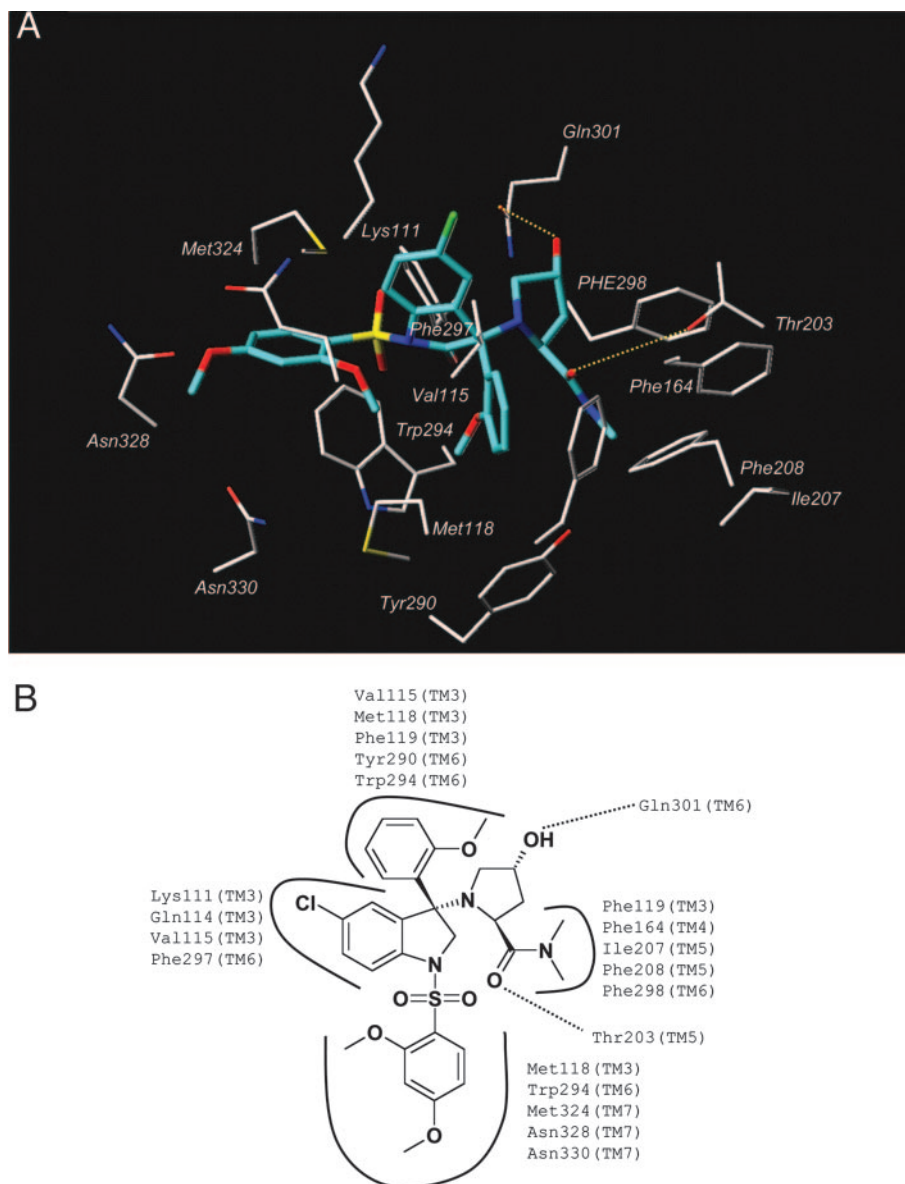 A
Gln301
Lys111
Met324
PHE298
Phe297
Thr203
Phe164
Val115
Trp294
Asn328
Phe208
Ile207
Met118
Asn330
Tyr290
B
Val115(TM3)
Met118(TM3)
Phe119(TM3)
Tyr290(TM6)
Trp294(TM6)
Gln301(TM6)
OH
O
Lys111(TM3)
Gln114(TM3)
Val115(TM3)
Phe297(TM6)
Cl
N
Phe119(TM3)
Phe164(TM4)
Ile207(TM5)
Phe208(TM5)
Phe298(TM6)
N
N
O
O=S=O
Thr203(TM5)
O
Met118(TM3)
Trp294(TM6)
Met324(TM7)
Asn328(TM7)
Asn330(TM7)
O